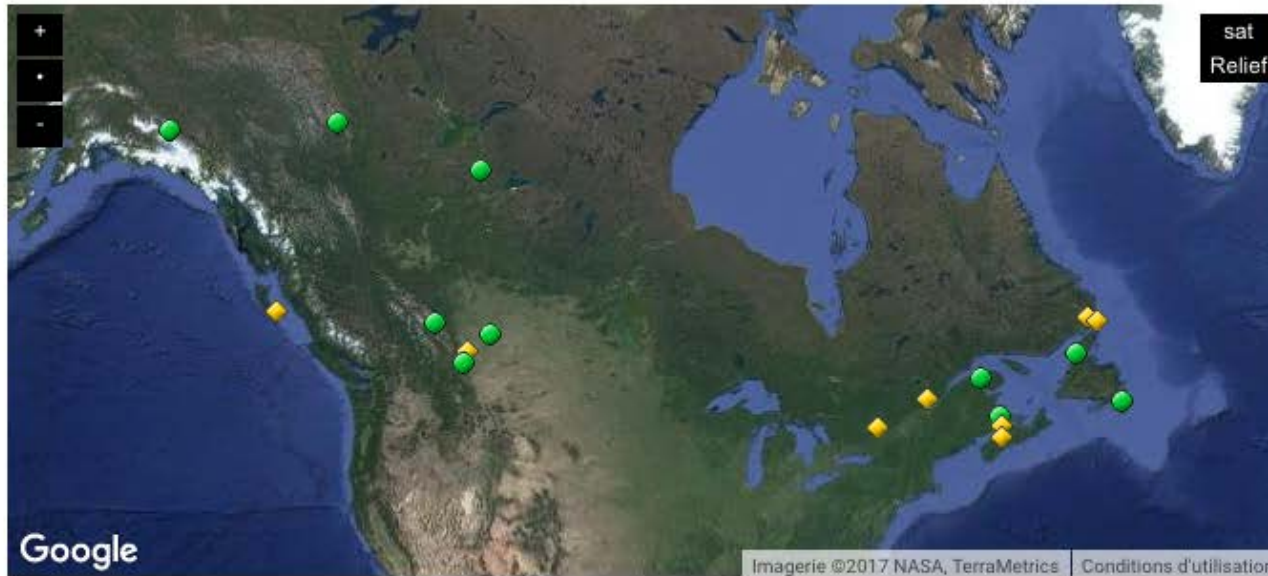 +
•
-
sat
Relief
Google
Imagerie ©2017 NASA, TerraMetrics
Conditions d'utilisation